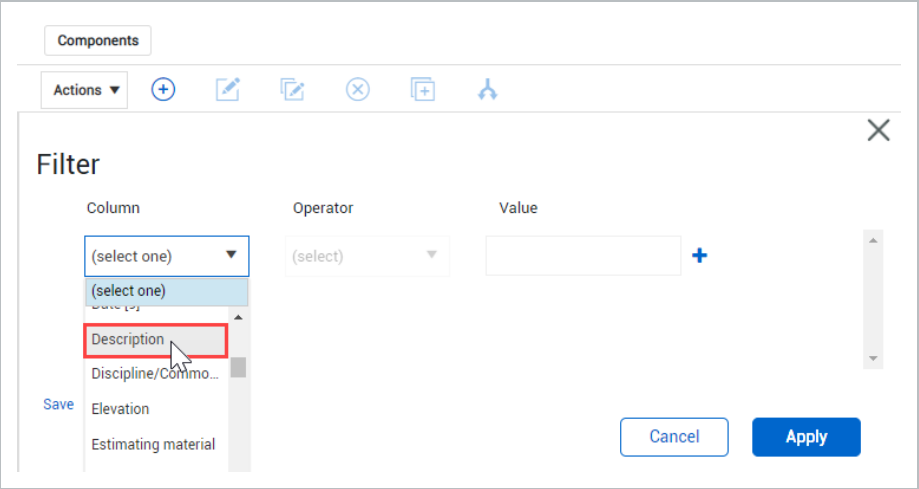 Components
Actions
Filter
Column Operator Value
(select one) (select)
(select one)
Description
Discipline/Commo...
Elevation
Save
Estimating material
Cancel Apply